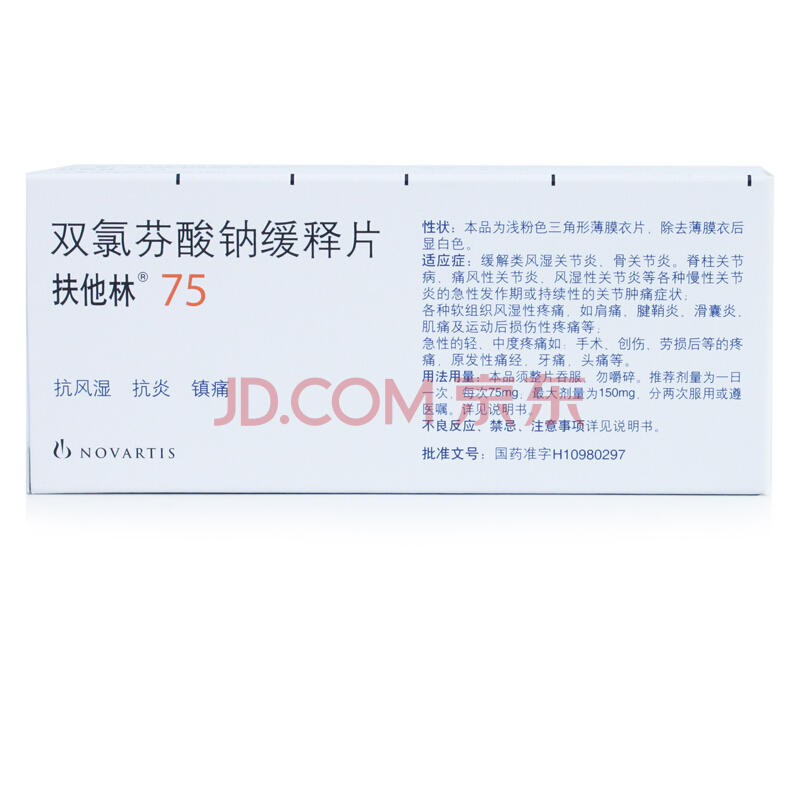 双氯芬酸钠缓释片
扶他林® 75
抗风湿 抗炎 镇痛
NOVARTIS
性状：本品为浅粉色三角形薄膜衣片，除去薄膜衣后
显白色。
适应症：缓解类风湿关节炎、骨关节炎。脊柱关节
病、痛风性关节炎、风湿性关节炎等各种慢性关节
炎的急性发作期或持续性的关节肿痛症状；
各种软组织风湿性疼痛，如肩痛，腱鞘炎，滑囊炎，
肌痛及运动后损伤性疼痛等；
急性的轻、中度疼痛如：手术、创伤、劳损后等的疼
痛，原发性痛经，牙痛，头痛等。
用法用量：本品须整片吞服，勿嚼碎。推荐剂量为一日
一次，每次75mg，最大剂量为150mg，分两次服用或遵
医嘱。详见说明书。
不良反应、禁忌、注意事项详见说明书。
批准文号：国药准字H10980297
JD.COM 京东